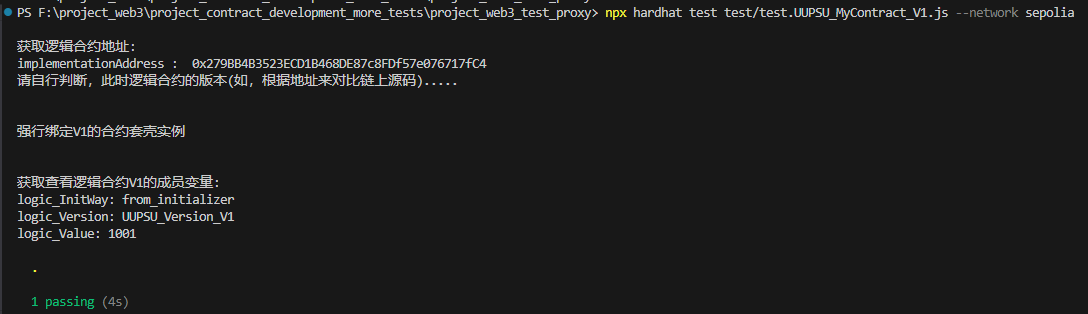 PS F:\project_web3\project_contract_development_more_tests\project_web3_test_proxy> npx hardhat test test/test.UUPSU_MyContract_V1.js --network sepolia
获取逻辑合约地址:
implementationAddress :  0x279BB4B3523ECD1B468DE87c8FDf57e076717fC4
请自行判断, 此时逻辑合约的版本(如, 根据地址来对比链上源码).....
强行绑定V1的合约套壳实例
获取查看逻辑合约V1的成员变量:
logic_InitWay: from_initializer
logic_Version: UUPSU_Version_V1
logic_Value: 1001
.
1 passing (4s)